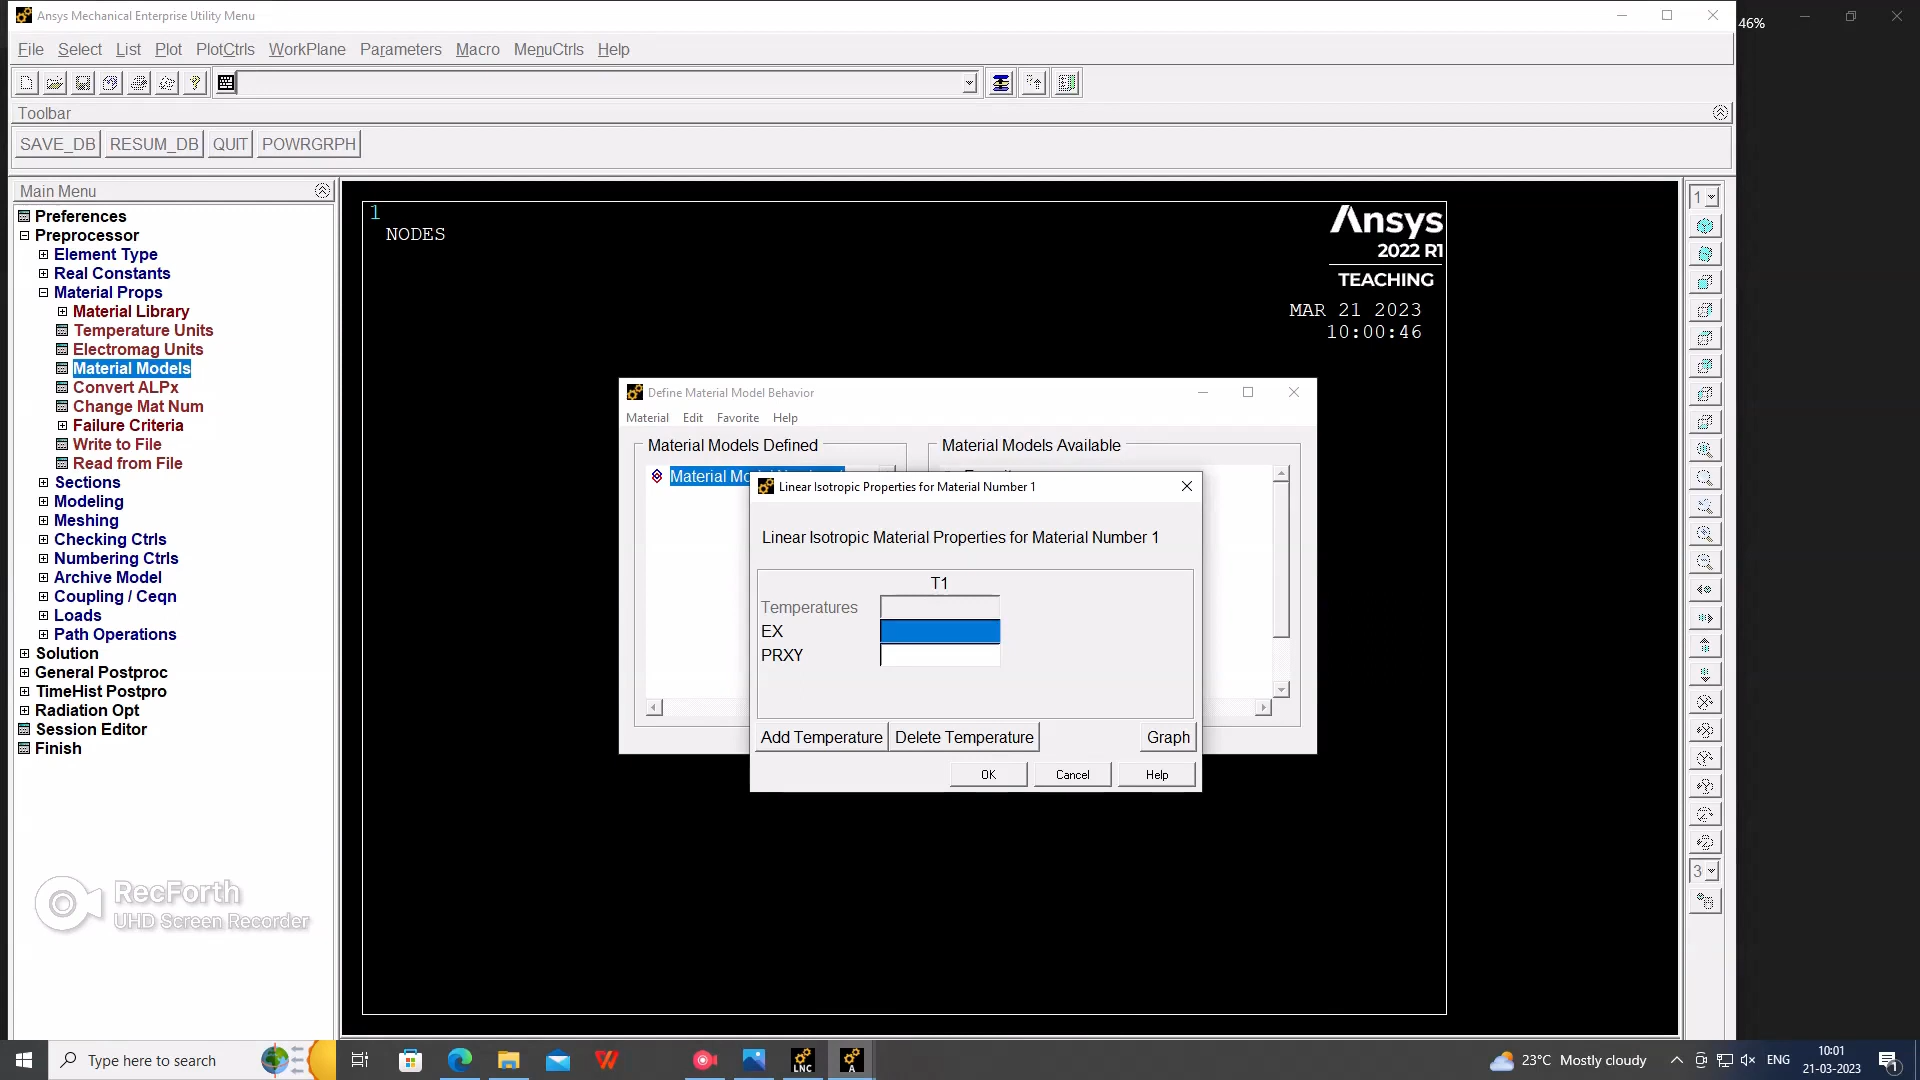 Ansys Mechanical Enterprise Utility Menu
46%
File Select List Plot PlotCtrls WorkPlane Parameters Macro MenuCtrls Help
Toolbar
SAVE_DB RESUM_DB QUIT POWRGRPH
Main Menu
Preferences
Preprocessor
Element Type
Real Constants
Material Props
Material Library
Temperature Units
Electromag Units
Material Models
Convert ALPx
Change Mat Num
Failure Criteria
Write to File
Read from File
Sections
Modeling
Meshing
Checking Ctrls
Numbering Ctrls
Archive Model
Coupling / Ceqn
Loads
Path Operations
Solution
General Postproc
TimeHist Postpro
Radiation Opt
Session Editor
Finish
RecForth
UHD Screen Recorder
1
NODES
Ansys
2022 R1
TEACHING
MAR 21 2023
10:00:46
Define Material Model Behavior
Material Edit Favorite Help
Material Models Defined
Material Models Available
Material
Linear Isotropic Properties for Material Number 1
Linear Isotropic Material Properties for Material Number 1
T1
Temperatures
EX
PRXY
Add Temperature Delete Temperature Graph
OK Cancel Help
1
3
Type here to search
LNC
A
23°C Mostly cloudy
ENG
10:01
21-03-2023
1